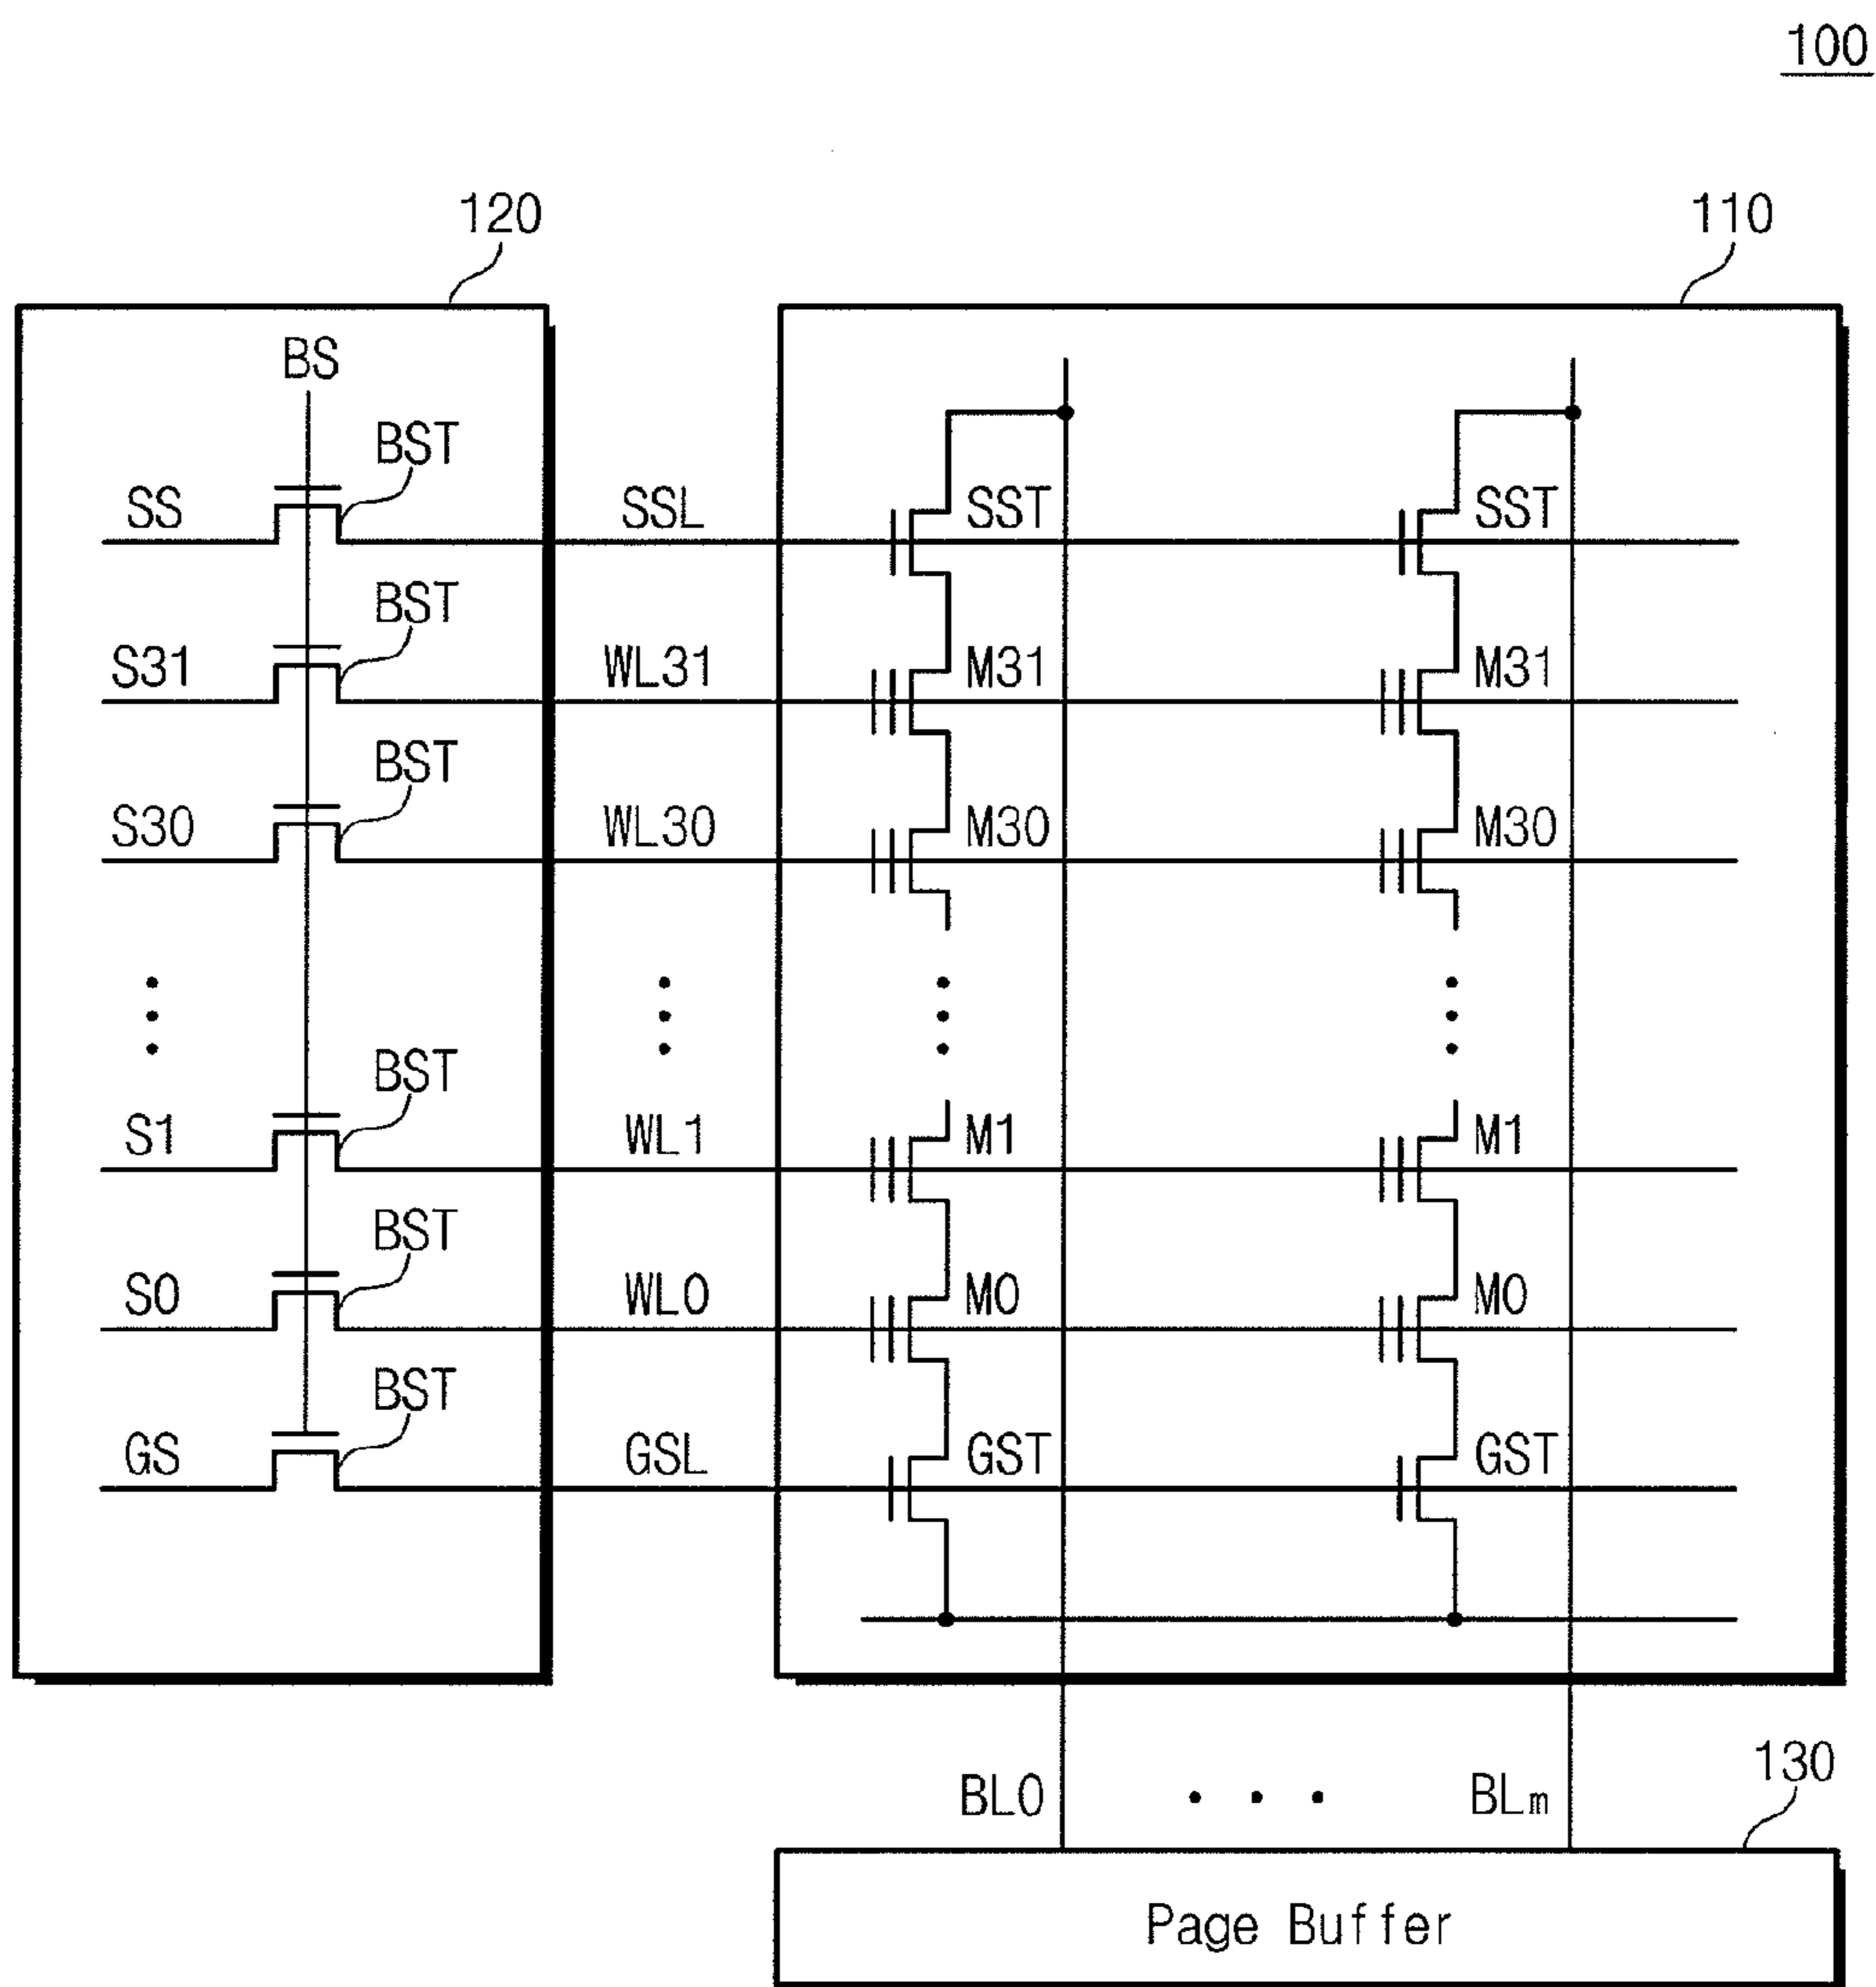 100
120
110
BS
BST
SS SSL SST SST
BST
S31 WL31 M31 M31
BST
S30 WL30 M30 M30
BST
S1 WL1 M1 M1
BST
S0 WL0 M0 M0
BST
GS GSL GST GST
130
BL0 BLm
Page Buffer